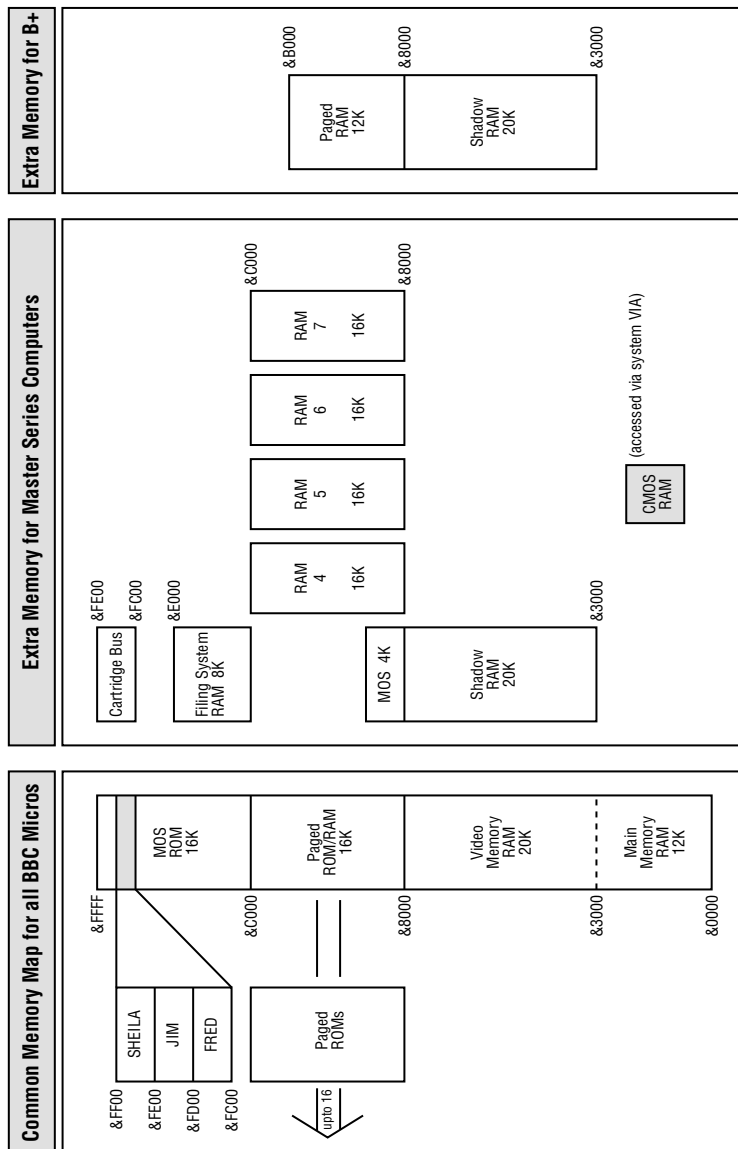 Common Memory Map for all BBC Micros
&FFFF
&FF00
&FE00
&FD00
&FC00
SHEILA
JIM
FRED
MOS
ROM
16K
&C000
Paged
ROMs
upto 16
Paged
ROM/RAM
16K
&8000
Video
Memory
RAM
20K
&3000
Main
Memory
RAM
12K
&0000
Extra Memory for Master Series Computers
Cartridge Bus
&FE00
&FC00
Filing System
RAM 8K
&E000
&C000
RAM
4
16K
RAM
5
16K
RAM
6
16K
RAM
7
16K
&8000
MOS 4K
Shadow
RAM
20K
&3000
CMOS
RAM
(accessed via system VIA)
Extra Memory for B+
&B000
Paged
RAM
12K
&8000
Shadow
RAM
20K
&3000